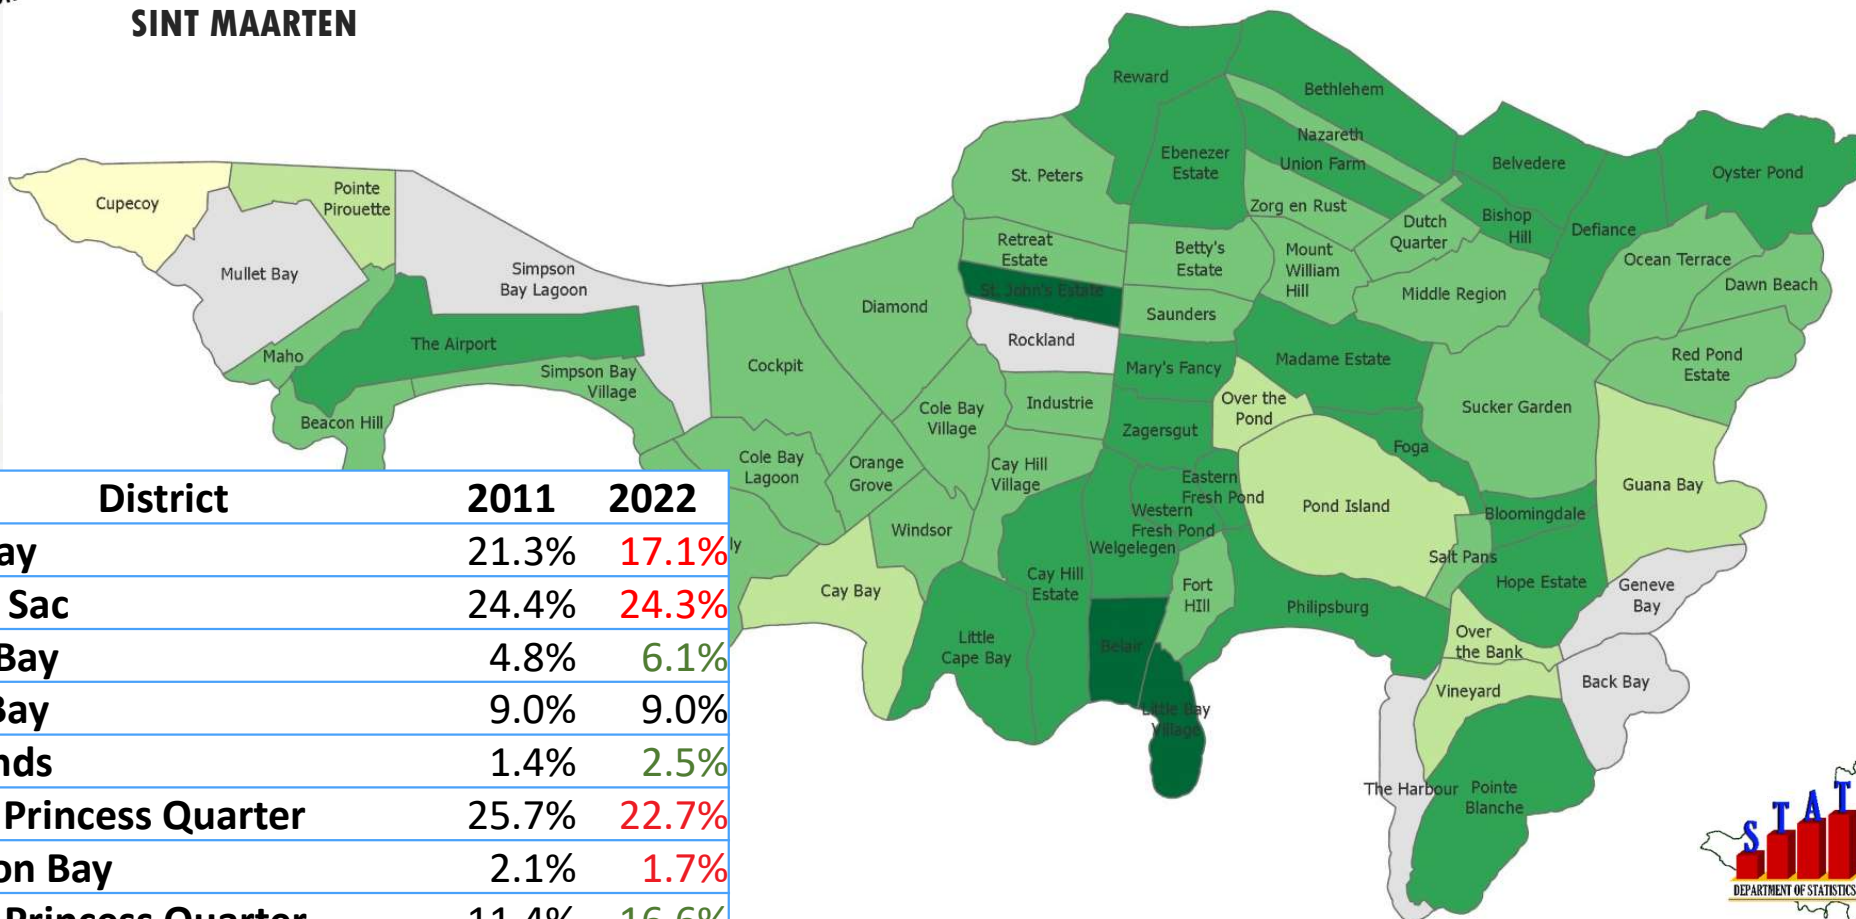 SINT MAARTEN
Reward
Bethlehem
Nazareth
Union Farm
Ebenezer
Estate
Belvedere
Oyster Pond
St. Peters
Zorg en Rust
Dutch
Quarter
Bishop
Hill
Defiance
Cupecoy
Pointe
Pirouette
Mullet Bay
Simpson
Bay Lagoon
Retreat
Estate
Betty's
Estate
Mount
William
Hill
Ocean Terrace
Dawn Beach
St. John's Estate
Middle Region
Diamond
Saunders
Rockland
Maho
The Airport
Simpson Bay
Village
Cockpit
Mary's Fancy
Madame Estate
Red Pond
Estate
Beacon Hill
Cole Bay
Village
Industrie
Over the
Pond
Sucker Garden
Zagersgut
Foga
Cole Bay
Lagoon
Orange
Grove
Cay Hill
Village
Eastern
Fresh Pond
Guana Bay
Pond Island
Western
Fresh Pond
Bloomingdale
Windsor
Welgelegen
Salt Pans
ly
Cay Bay
Cay Hill
Estate
Fort
HIll
Philipsburg
Hope Estate
Geneve
Bay
Little
Cape Bay
Belair
Over
the Bank
Back Bay
Vineyard
Little Bay
Village
The Harbour
Pointe
Blanche
District 2011 2022
ay 21.3% 17.1%
Sac 24.4% 24.3%
Bay 4.8% 6.1%
Bay 9.0% 9.0%
nds 1.4% 2.5%
Princess Quarter 25.7% 22.7%
on Bay 2.1% 1.7%
Princess Quarter 11.4% 16.6%
STAT
DEPARTMENT OF STATISTICS